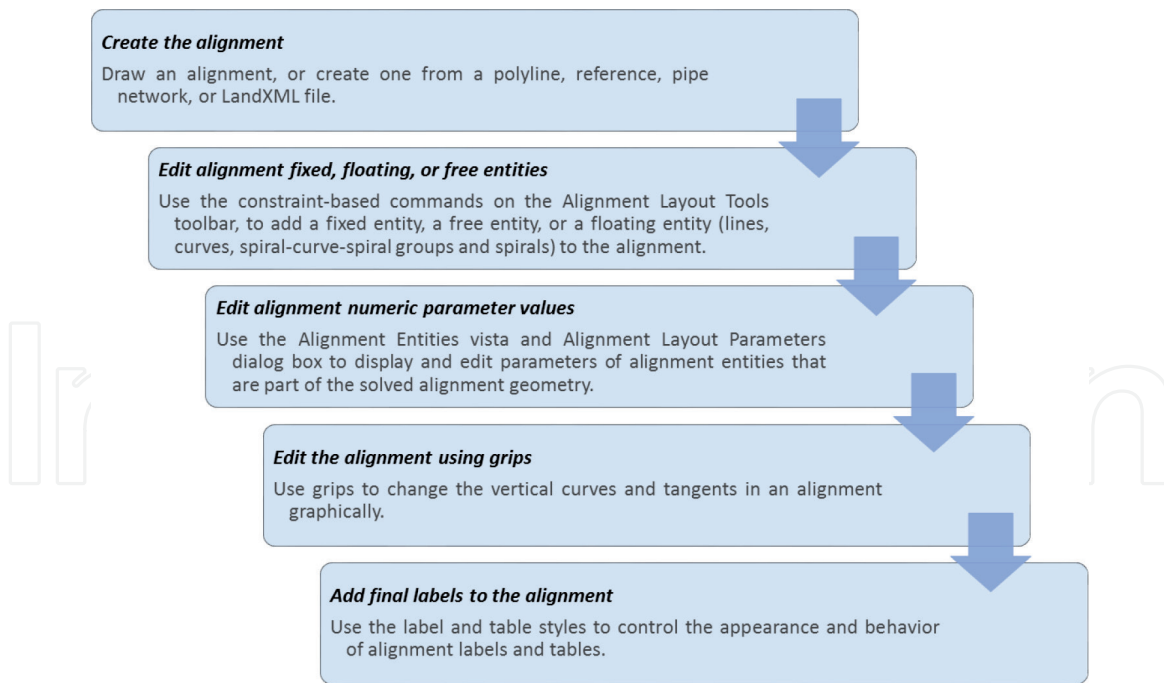 Create the alignment
Draw an alignment, or create one from a polyline, reference, pipe
network, or LandXML file.
Edit alignment fixed, floating, or free entities
Use the constraint-based commands on the Alignment Layout Tools
toolbar, to add a fixed entity, a free entity, or a floating entity (lines,
curves, spiral-curve-spiral groups and spirals) to the alignment.
Edit alignment numeric parameter values
Use the Alignment Entities vista and Alignment Layout Parameters
dialog box to display and edit parameters of alignment entities that
are part of the solved alignment geometry.
Edit the alignment using grips
Use grips to change the vertical curves and tangents in an alignment
graphically.
Add final labels to the alignment
Use the label and table styles to control the appearance and behavior
of alignment labels and tables.